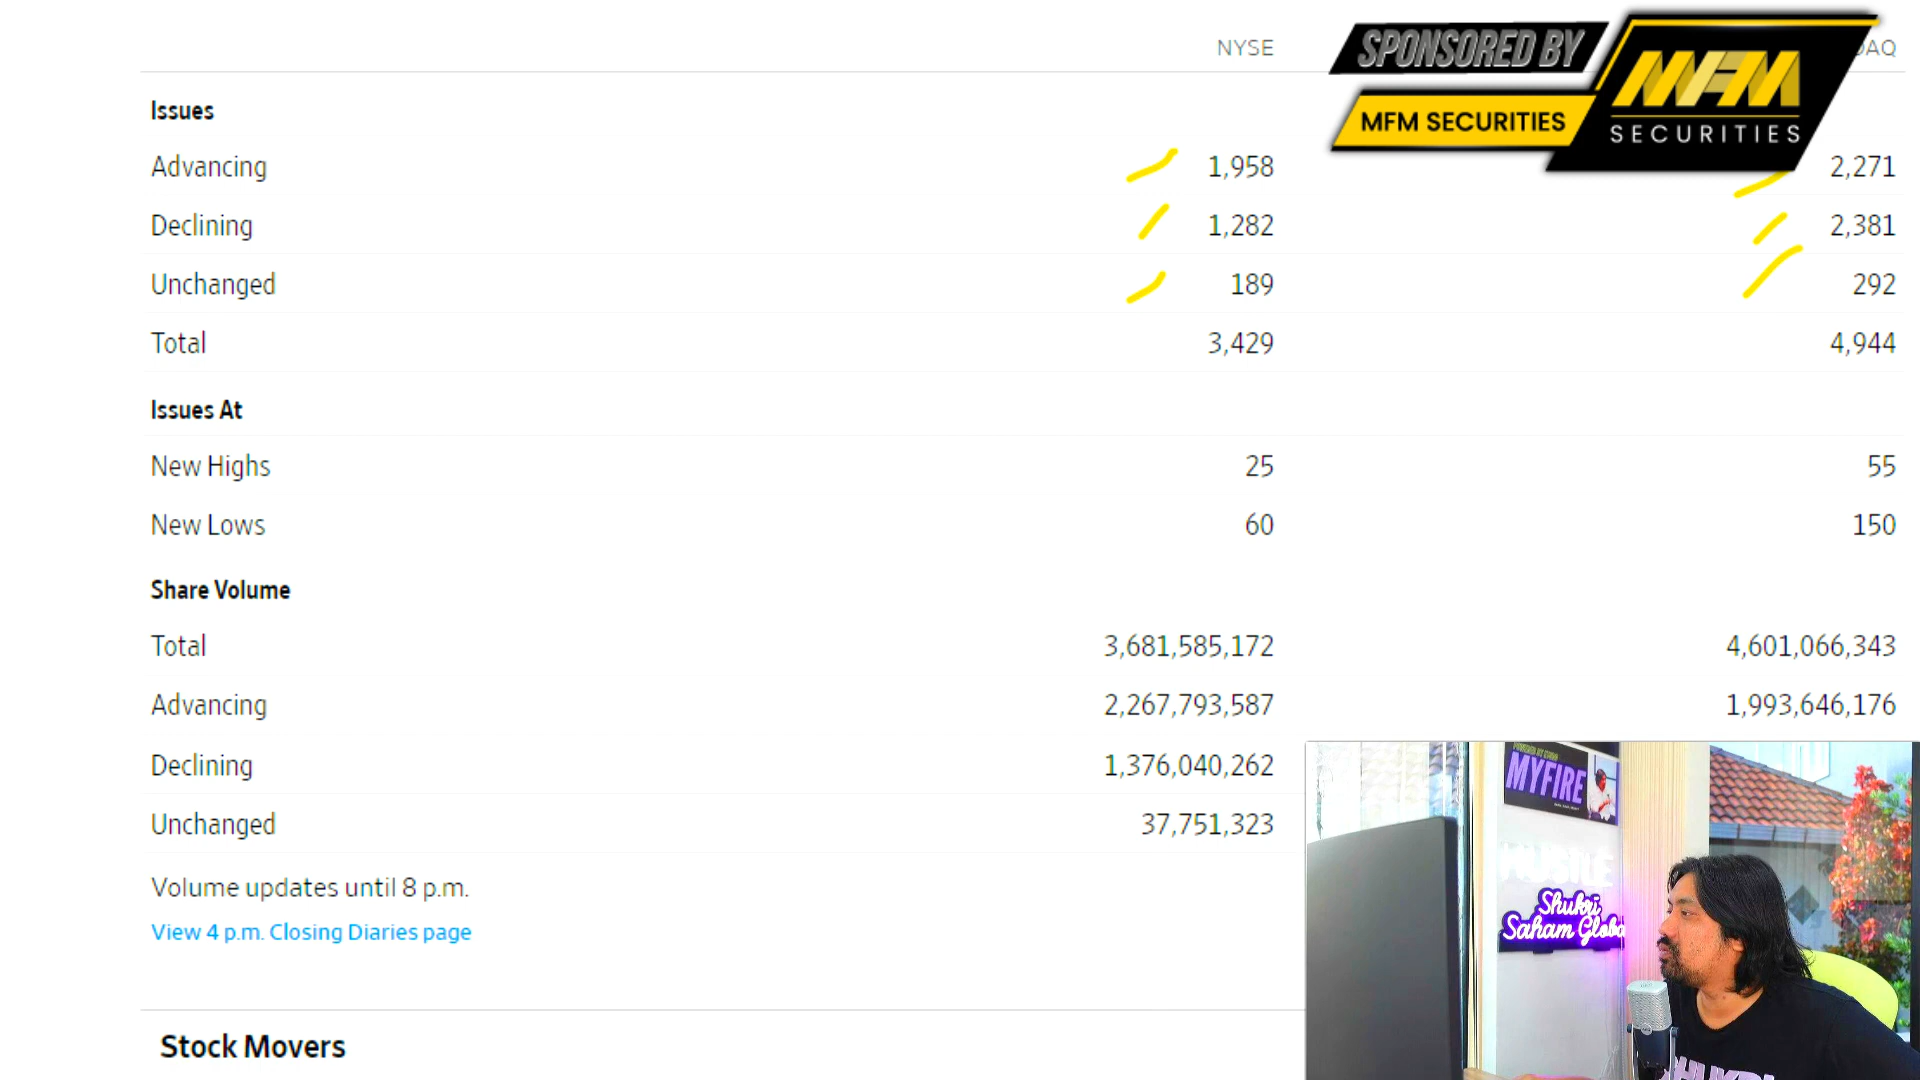 NYSE
SPONSORED BY
MFM SECURITIES
MFM
SECURITIES
DAQ
Issues
Advancing 1,958 2,271
Declining 1,282 2,381
Unchanged 189 292
Total 3,429 4,944
Issues At
New Highs 25 55
New Lows 60 150
Share Volume
Total 3,681,585,172 4,601,066,343
Advancing 2,267,793,587 1,993,646,176
Declining 1,376,040,262
Unchanged 37,751,323
Volume updates until 8 p.m.
View 4 p.m. Closing Diaries page
Stock Movers
MYFIRE
Shukri
Saham Globa